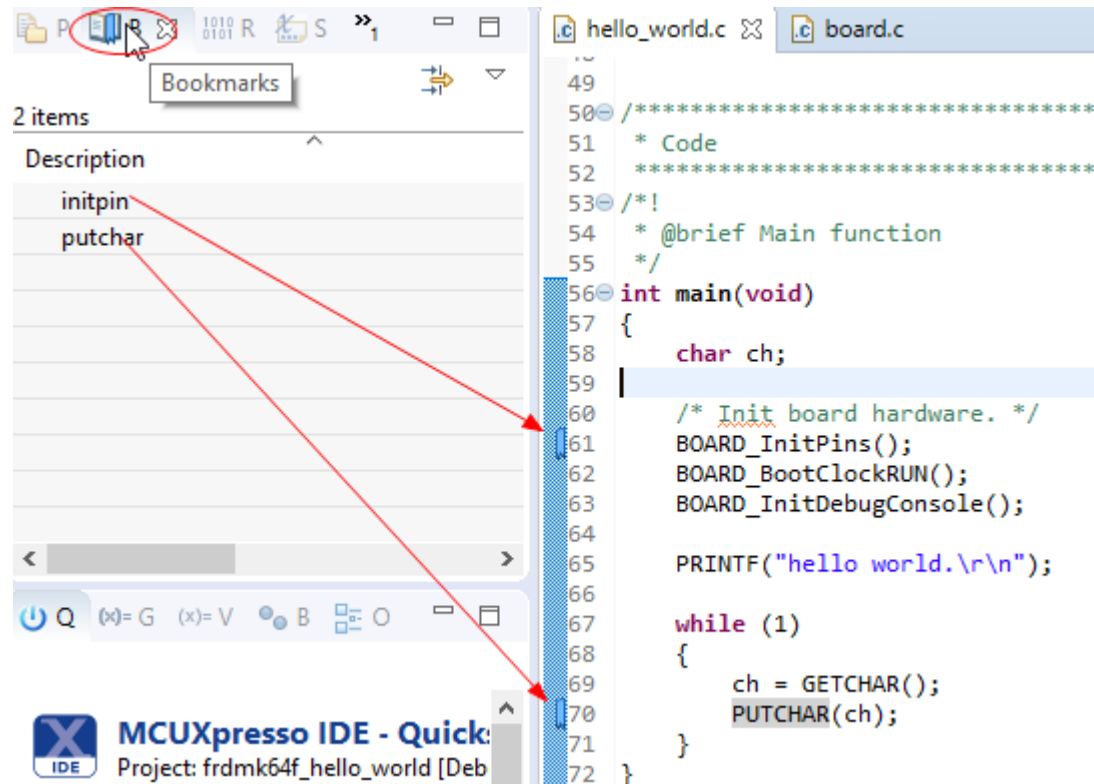 P B R S »1
Bookmarks
2 items
Description
initpin
putchar
Q (x)= G (x)= V B O
MCUXpresso IDE - Quick
IDE
Project: frdmk64f_hello_world [Deb
hello_world.c board.c
49
50 /*********************************
51 * Code
52 *********************************
53 /*!
54 * @brief Main function
55 */
56 int main(void)
57 {
58 char ch;
59
60 /* Init board hardware. */
61 BOARD_InitPins();
62 BOARD_BootClockRUN();
63 BOARD_InitDebugConsole();
64
65 PRINTF("hello world.\r\n");
66
67 while (1)
68 {
69 ch = GETCHAR();
70 PUTCHAR(ch);
71 }
72 }